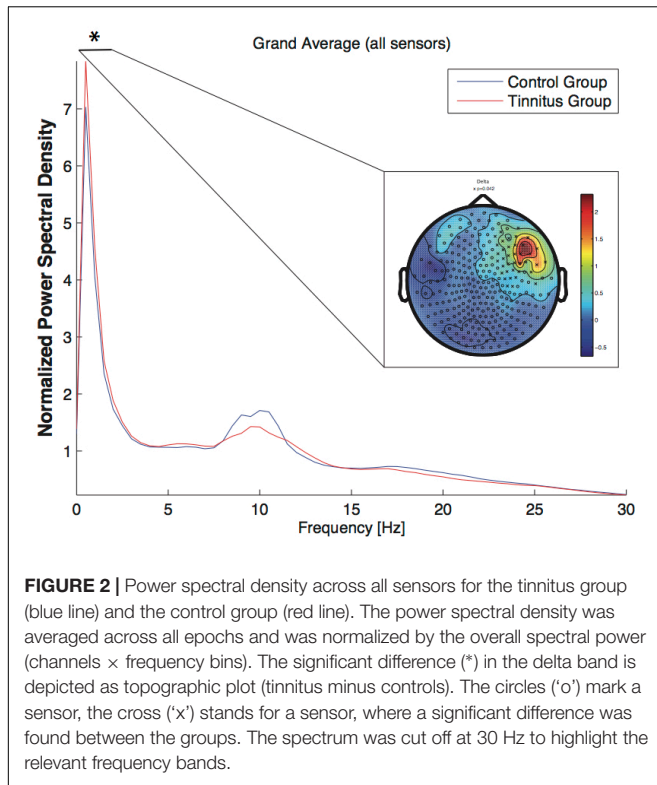 *
Grand Average (all sensors)
Control Group
Tinnitus Group
Normalized Power Spectral Density
7
6
5
4
3
2
1
0 5 10 15 20 25 30
Frequency [Hz]
Delta
x p=0.042
2
1.5
1
0.5
0
-0.5
FIGURE 2 | Power spectral density across all sensors for the tinnitus group
(blue line) and the control group (red line). The power spectral density was
averaged across all epochs and was normalized by the overall spectral power
(channels × frequency bins). The significant difference (*) in the delta band is
depicted as topographic plot (tinnitus minus controls). The circles (‘o’) mark a
sensor, the cross (‘x’) stands for a sensor, where a significant difference was
found between the groups. The spectrum was cut off at 30 Hz to highlight the
relevant frequency bands.